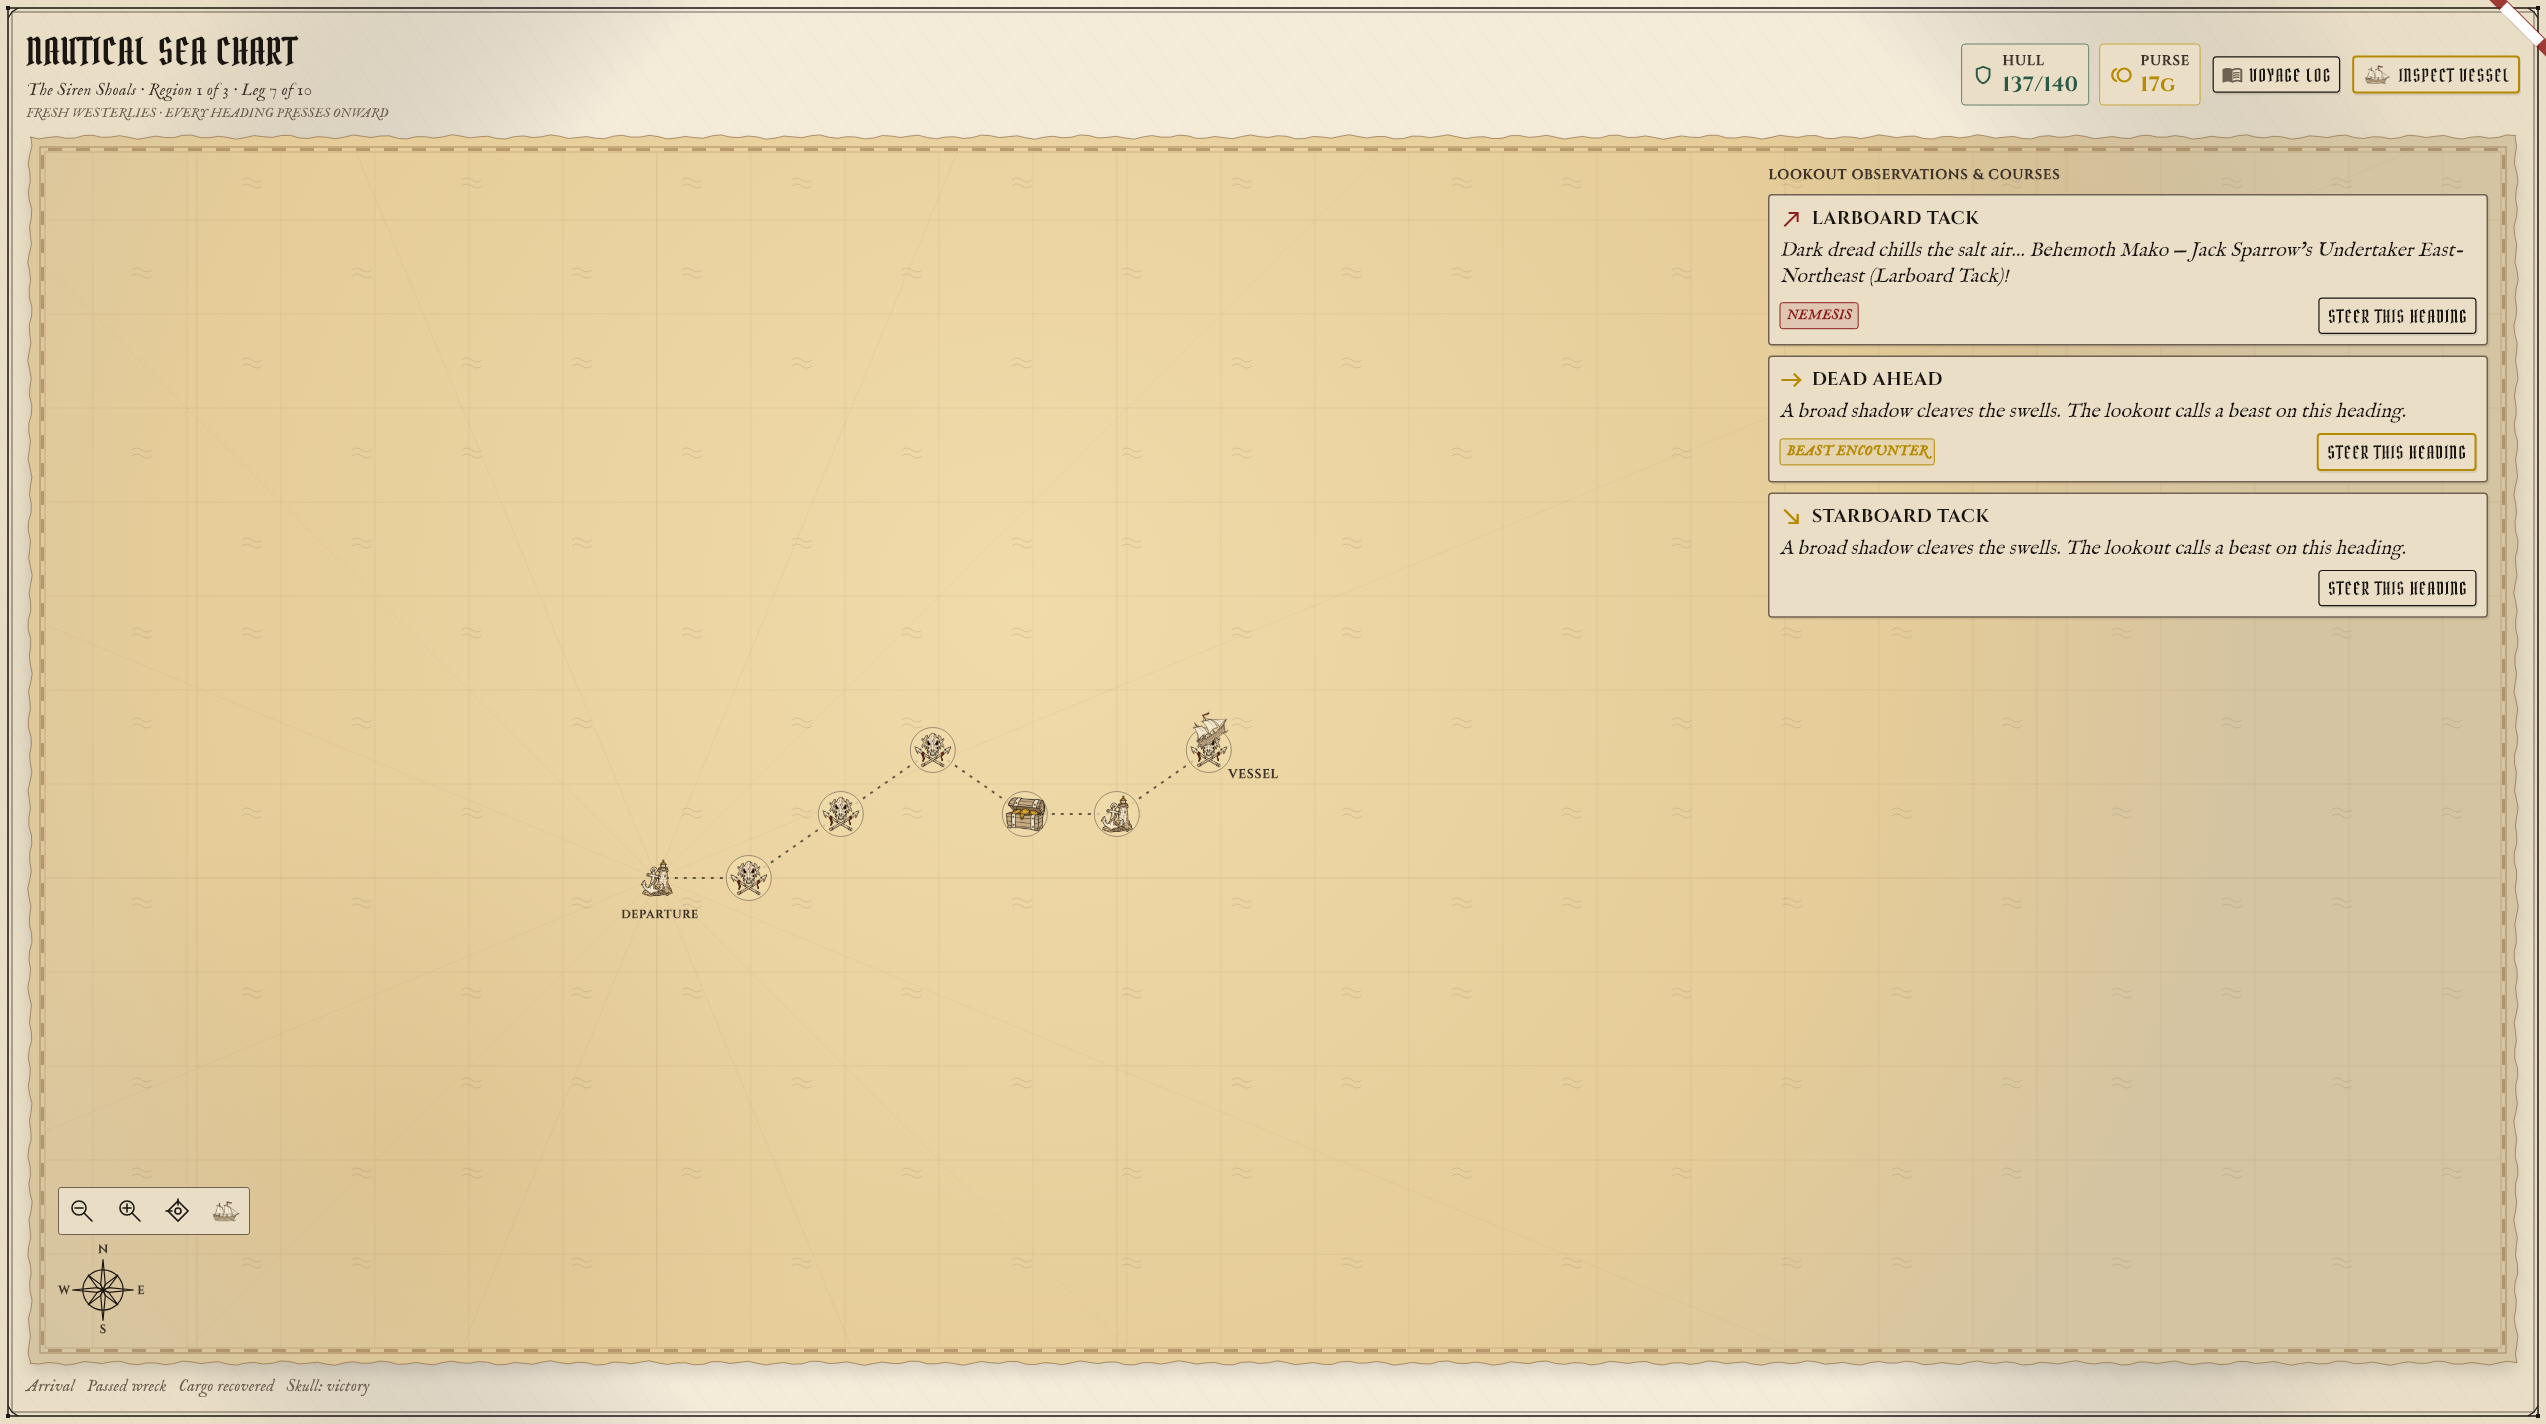 NAUTICAL SEA CHART
The Siren Shoals · Region 1 of 3 · Leg 7 of 10
FRESH WESTERLIES · EVERY HEADING PRESSES ONWARD
HULL
137/140
PURSE
17G
VOYAGE LOG
INSPECT VESSEL
LOOKOUT OBSERVATIONS & COURSES
LARBOARD TACK
Dark dread chills the salt air... Behemoth Mako — Jack Sparrow's Undertaker East-
Northeast (Larboard Tack)!
NEMESIS
STEER THIS HEADING
DEAD AHEAD
A broad shadow cleaves the swells. The lookout calls a beast on this heading.
BEAST ENCOUNTER
STEER THIS HEADING
STARBOARD TACK
A broad shadow cleaves the swells. The lookout calls a beast on this heading.
STEER THIS HEADING
VESSEL
DEPARTURE
N
W E
S
Arrival Passed wreck Cargo recovered Skull: victory